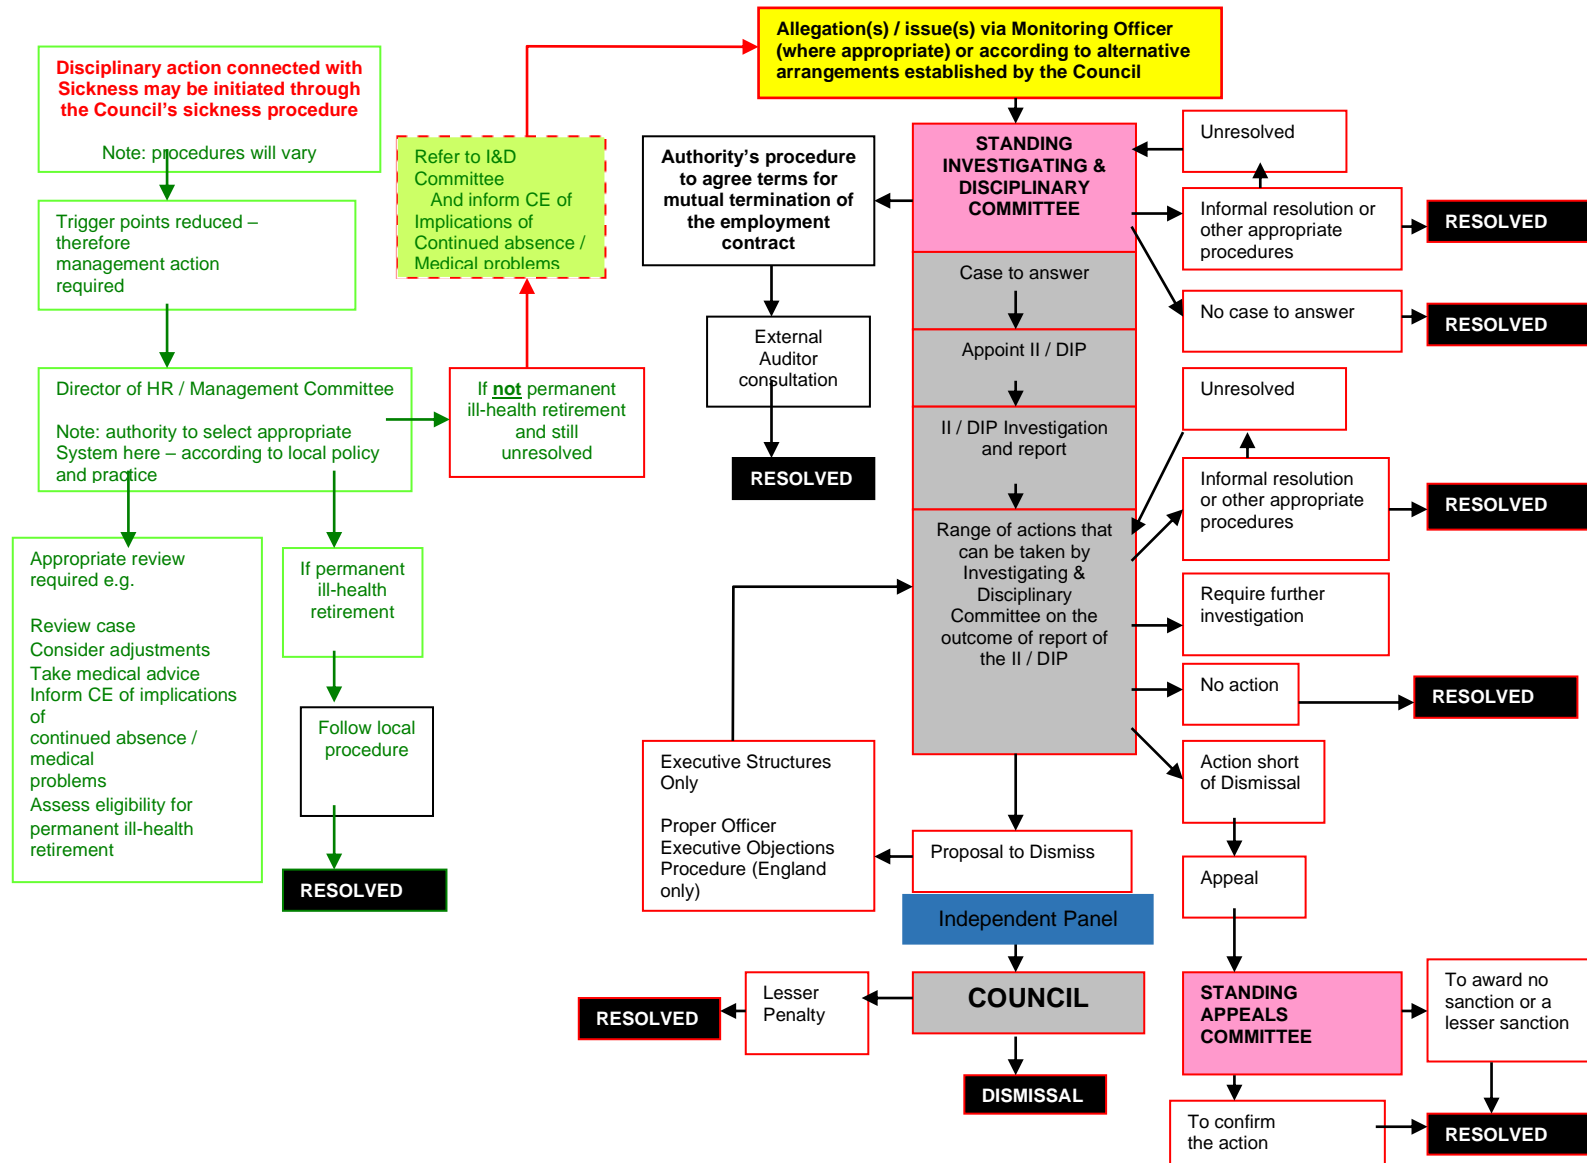 Allegation(s) / issue(s) via Monitoring Officer
(where appropriate) or according to alternative
arrangements established by the Council
Disciplinary action connected with
Sickness may be initiated through
the Council’s sickness procedure
Note: procedures will vary
Trigger points reduced –
therefore
management action
required
Director of HR / Management Committee
Note: authority to select appropriate
System here – according to local policy
and practice
Appropriate review
required e.g.
Review case
Consider adjustments
Take medical advice
Inform CE of implications
of
continued absence /
medical
problems
Assess eligibility for
permanent ill-health
retirement
If permanent
ill-health
retirement
Follow local
procedure
RESOLVED
If not permanent
ill-health retirement
and still
unresolved
Refer to I&D
Committee
And inform CE of
Implications of
Continued absence /
Medical problems
Authority’s procedure
to agree terms for
mutual termination of
the employment
contract
External
Auditor
consultation
RESOLVED
STANDING
INVESTIGATING &
DISCIPLINARY
COMMITTEE
Unresolved
Informal resolution or
other appropriate
procedures
RESOLVED
No case to answer
RESOLVED
Case to answer
Appoint II / DIP
II / DIP Investigation
and report
Range of actions that
can be taken by
Investigating &
Disciplinary
Committee on the
outcome of report of
the II / DIP
Unresolved
Informal resolution
or other appropriate
procedures
RESOLVED
Require further
investigation
No action
RESOLVED
Action short
of Dismissal
Appeal
Executive Structures
Only
Proper Officer
Executive Objections
Procedure (England
only)
Proposal to Dismiss
Independent Panel
COUNCIL
Lesser
Penalty
RESOLVED
DISMISSAL
STANDING
APPEALS
COMMITTEE
To award no
sanction or a
lesser sanction
To confirm
the action
RESOLVED